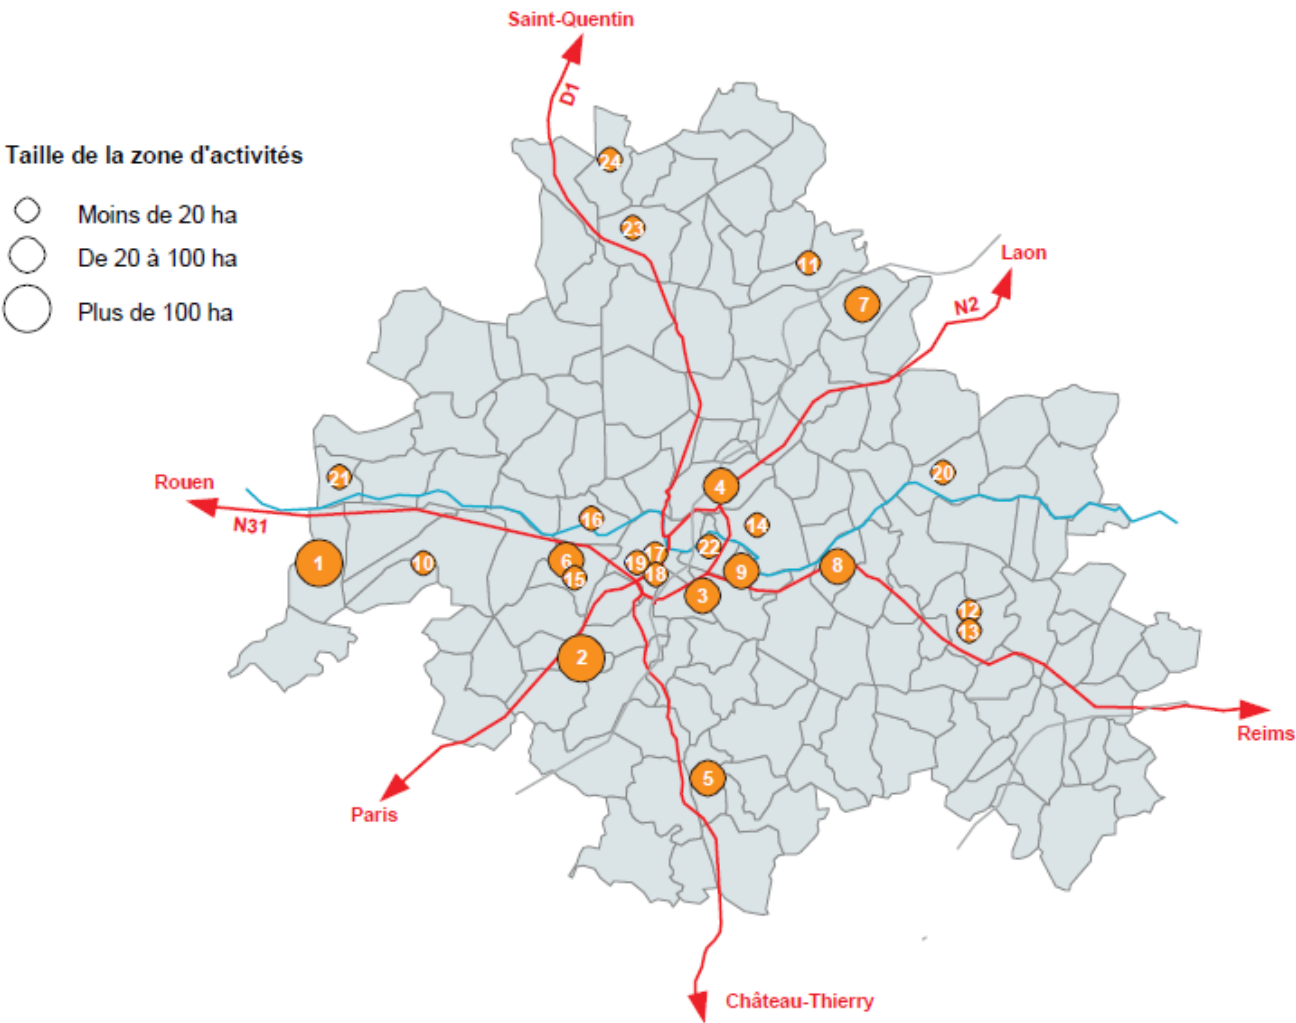 Saint-Quentin
D1
Taille de la zone d'activités
Moins de 20 ha
De 20 à 100 ha
Plus de 100 ha
24
23
11
Laon
7
N2
21
20
Rouen
4
N31
16
14
22
17
6
19
1
10
15
18
9
8
3
12
13
2
Reims
5
Paris
Château-Thierry